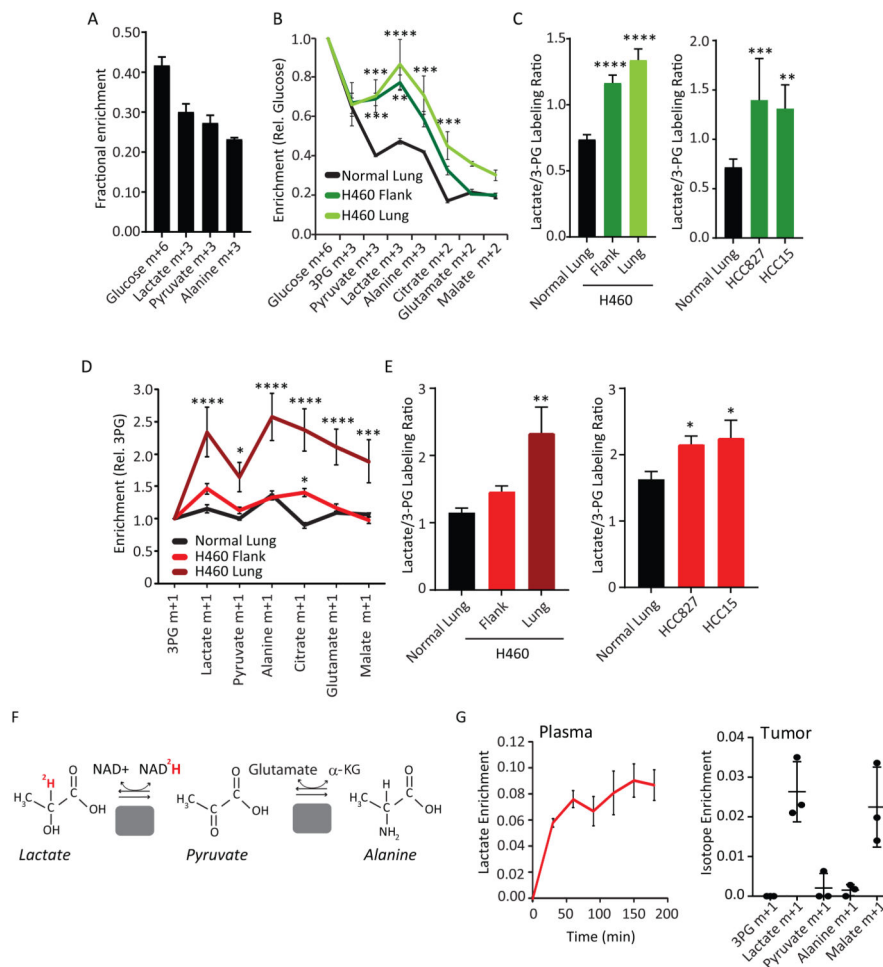 A
Fractional enrichment
0.40
0.30
0.20
0.10
0.00
Glucose m+6
Lactate m+3
Pyruvate m+3
Alanine m+3
B
Enrichment (Rel. Glucose)
1.0
0.8
0.6
0.4
0.2
0.0
***
****
***
***
**
***
Normal Lung
H460 Flank
H460 Lung
Glucose m+6
3PG m+3
Pyruvate m+3
Lactate m+3
Alanine m+3
Citrate m+2
Glutamate m+2
Malate m+2
C
Lactate/3-PG Labeling Ratio
1.5
1.0
0.5
0.0
****
****
Normal Lung
Flank
Lung
H460
Lactate/3-PG Labeling Ratio
2.0
1.5
1.0
0.5
0.0
***
**
Normal Lung
HCC827
HCC15
D
Enrichment (Rel. 3PG)
3.0
2.5
2.0
1.5
1.0
0.5
0.0
****
*
****
****
*
****
***
Normal Lung
H460 Flank
H460 Lung
3PG m+1
Lactate m+1
Pyruvate m+1
Alanine m+1
Citrate m+1
Glutamate m+1
Malate m+1
E
Lactate/3-PG Labeling Ratio
3
2
1
0
**
Normal Lung
Flank
Lung
H460
Lactate/3-PG Labeling Ratio
3
2
1
0
*
*
Normal Lung
HCC827
HCC15
F
²H
H₃C
C
H
O
OH
OH
Lactate
NAD+ NAD²H
H₃C
O
O
OH
Pyruvate
Glutamate α-KG
H₃C
H
C
O
OH
NH₂
Alanine
G
Plasma
Lactate Enrichment
0.12
0.10
0.08
0.06
0.04
0.02
0.00
0 50 100 150 200
Time (min)
Tumor
Isotope Enrichment
0.04
0.03
0.02
0.01
0.0
3PG m+1
Lactate m+1
Pyruvate m+1
Alanine m+1
Malate m+1